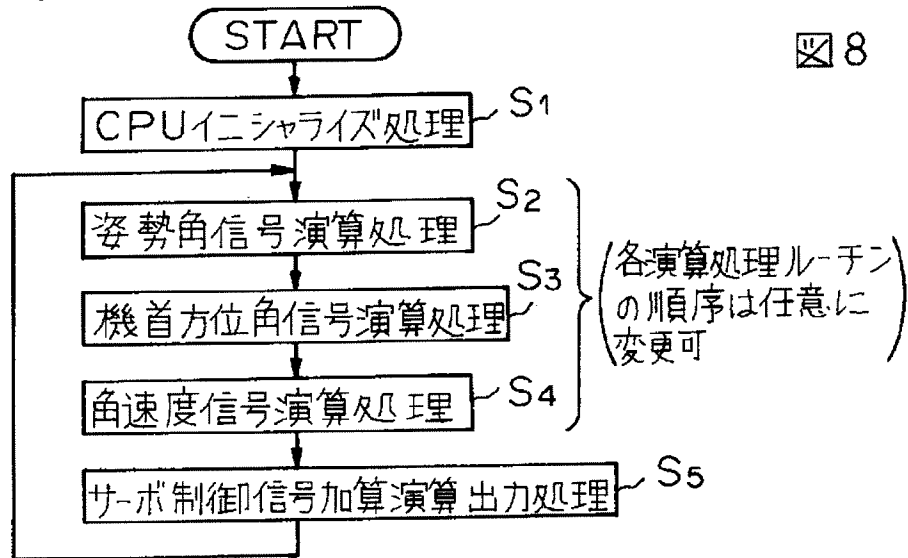 START
図8
CPUイニシャライズ処理
S1
姿勢角信号演算処理
S2
機首方位角信号演算処理
S3
角速度信号演算処理
S4
(各演算処理ルーチン
の順序は任意に
変更可)
サーボ制御信号加算演算出力処理
S5